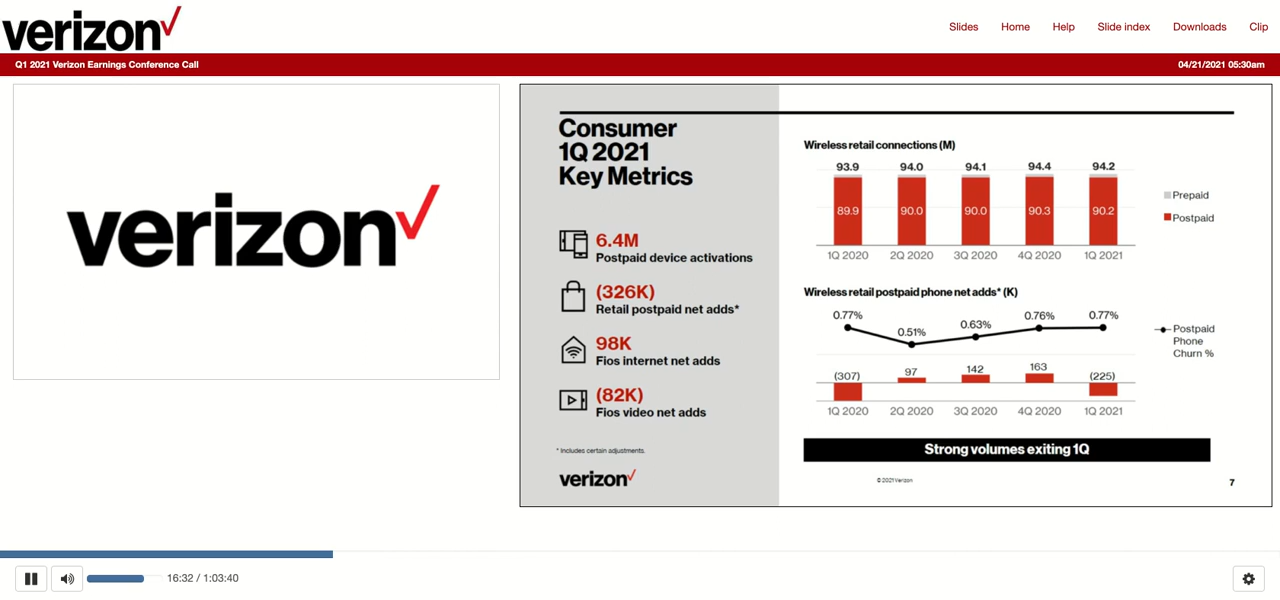 verizon
Slides Home Help Slide index Downloads Clip
Q1 2021 Verizon Earnings Conference Call
04/21/2021 05:30am
verizon
Consumer
1Q 2021
Key Metrics
6.4M
Postpaid device activations
(326K)
Retail postpaid net adds*
98K
Fios internet net adds
(82K)
Fios video net adds
* Includes certain adjustments.
verizon
Wireless retail connections (M)
93.9 94.0 94.1 94.4 94.2
89.9 90.0 90.0 90.3 90.2
1Q 2020 2Q 2020 3Q 2020 4Q 2020 1Q 2021
Prepaid
Postpaid
Wireless retail postpaid phone net adds* (K)
0.77% 0.51% 0.63% 0.76% 0.77%
Postpaid
Phone
Churn %
(307) 97 142 163 (225)
1Q 2020 2Q 2020 3Q 2020 4Q 2020 1Q 2021
Strong volumes exiting 1Q
© 2021 Verizon
7
16:32 / 1:03:40